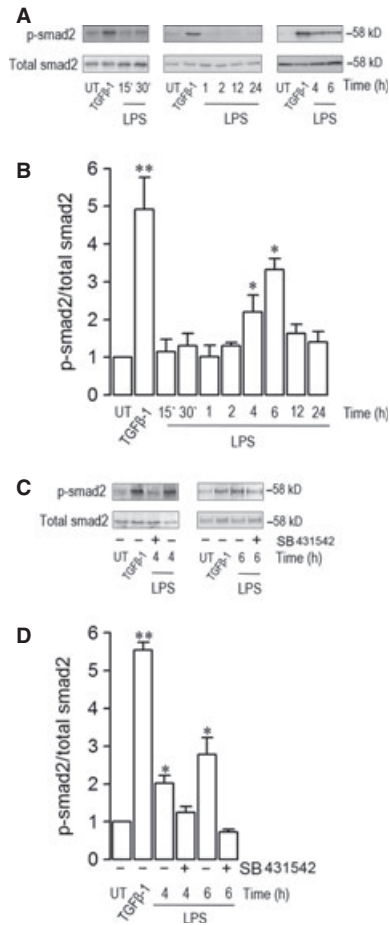 A
p-smad2
–58 kD
Total smad2
–58 kD
UT TGFβ-1 15' 30' UT TGFβ-1 1 2 12 24 UT TGFβ-1 4 6 Time (h)
LPS LPS LPS
B
p-smad2/total smad2
6
5
4
3
2
1
0
**
*
*
UT TGFβ-1 15' 30' 1 2 4 6 12 24 Time (h)
LPS
C
p-smad2
–58 kD
Total smad2
–58 kD
– – + – – – – + SB 431542
UT TGFβ-1 4 4 UT TGFβ-1 6 6 Time (h)
LPS LPS
D
p-smad2/total smad2
6
5
4
3
2
1
0
**
*
*
– – – + – + SB 431542
UT TGFβ-1 4 4 6 6 Time (h)
LPS